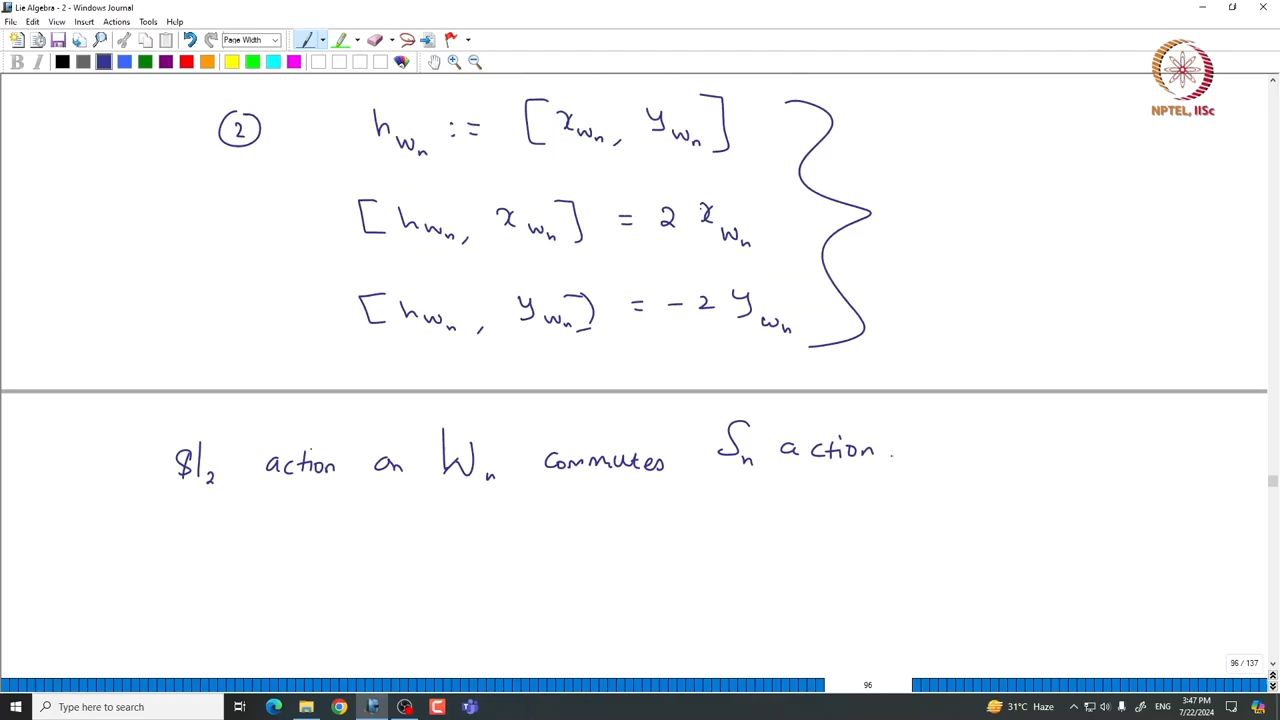 Lie Algebra - 2 - Windows Journal
File Edit View Insert Actions Tools Help
Page Width
B I
NPTEL, IISc
② h_{W_n} := [x_{W_n}, y_{W_n}]
[h_{W_n}, x_{W_n}] = 2 x_{W_n}
[h_{W_n}, y_{W_n}] = -2 y_{W_n}
sl_2 action on W_n commutes S_n action.
96 / 137
96
Type here to search
31°C Haze
3:47 PM
7/22/2024